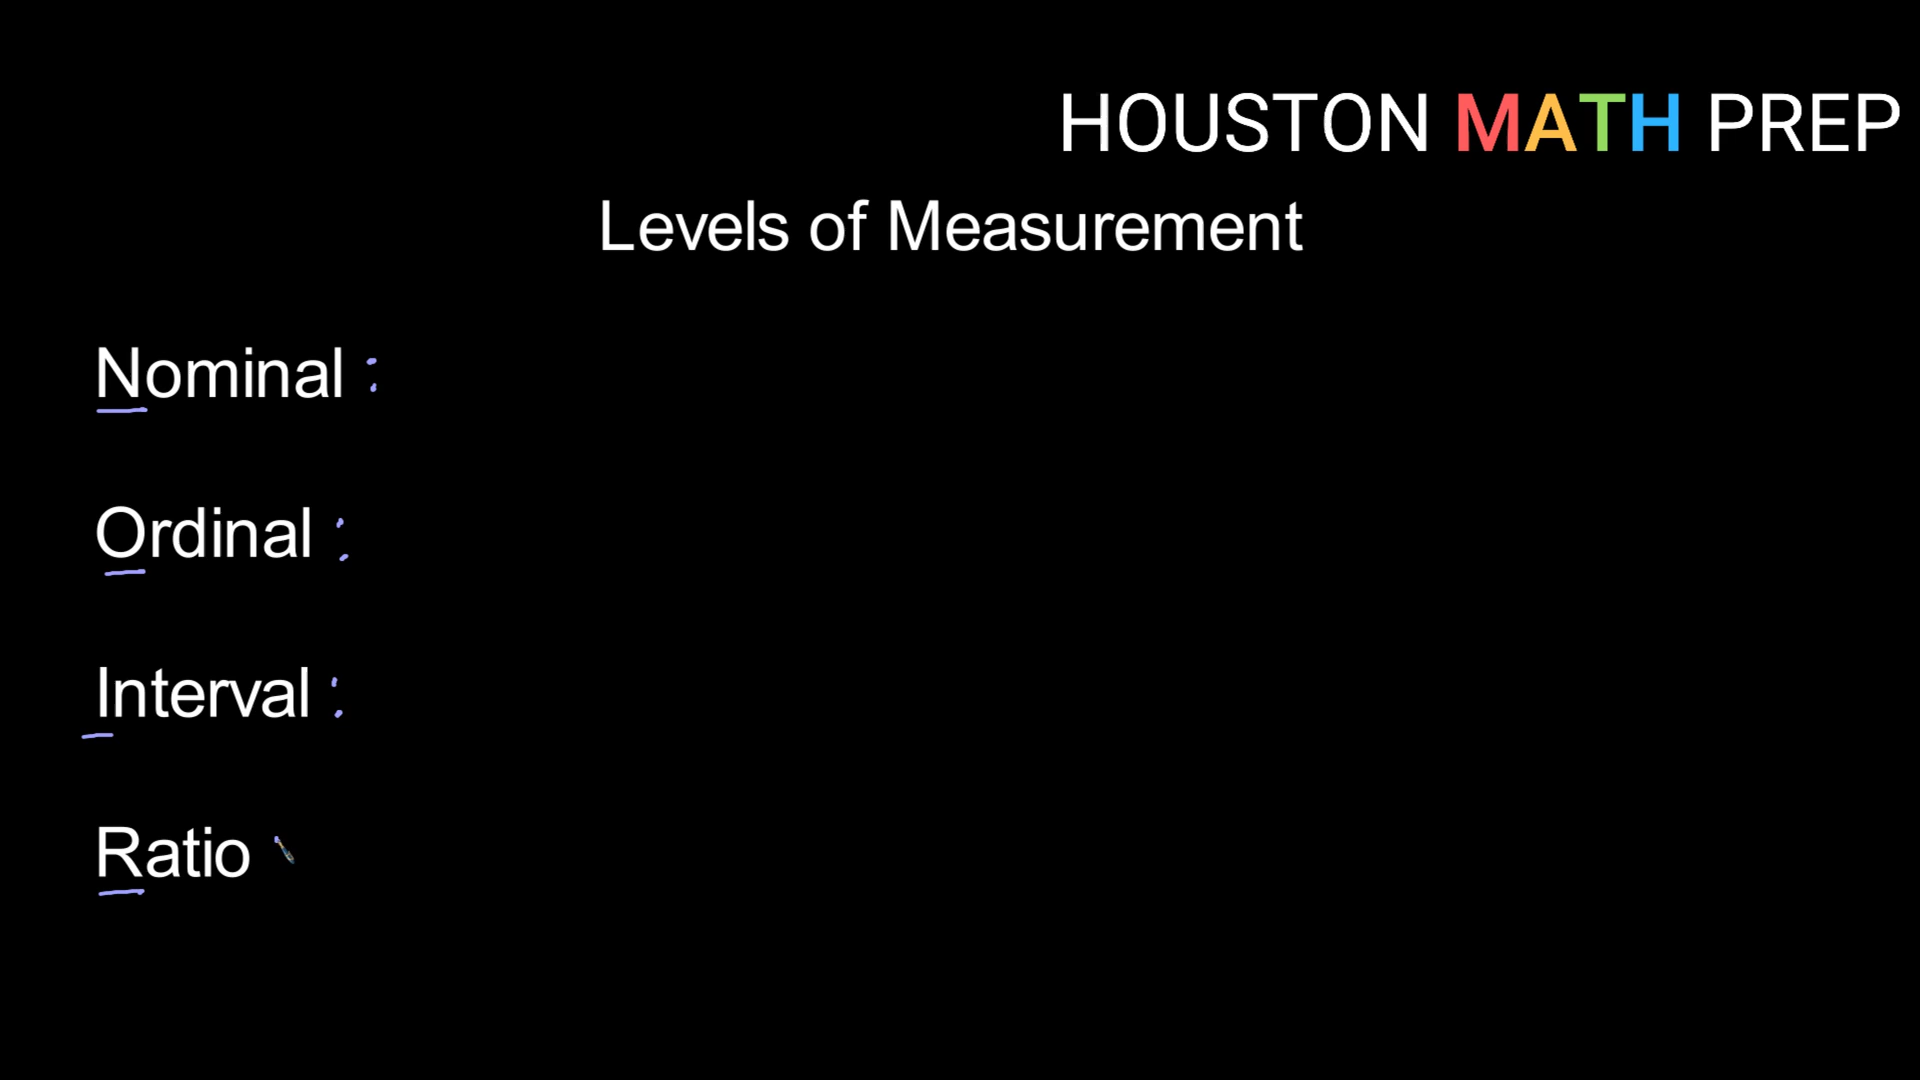 HOUSTON MATH PREP
Levels of Measurement
Nominal :
Ordinal :
Interval :
Ratio